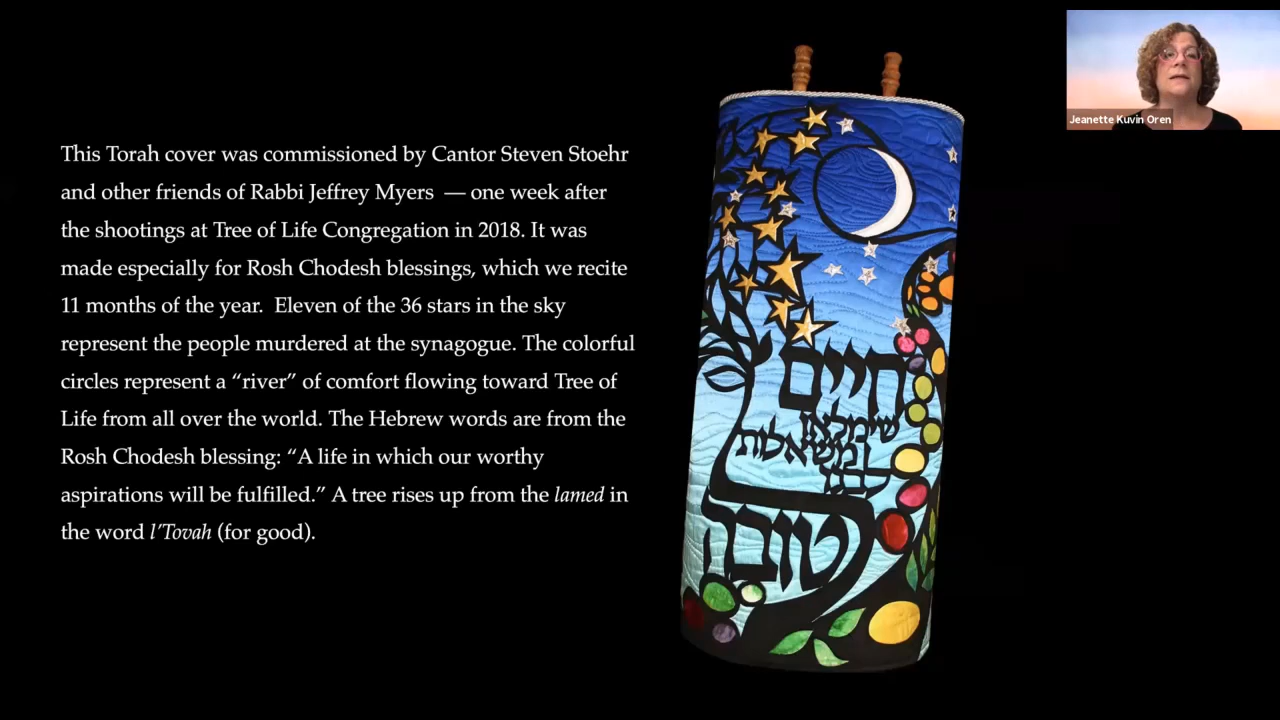 This Torah cover was commissioned by Cantor Steven Stoehr
and other friends of Rabbi Jeffrey Myers — one week after
the shootings at Tree of Life Congregation in 2018. It was
made especially for Rosh Chodesh blessings, which we recite
11 months of the year.  Eleven of the 36 stars in the sky
represent the people murdered at the synagogue. The colorful
circles represent a “river” of comfort flowing toward Tree of
Life from all over the world. The Hebrew words are from the
Rosh Chodesh blessing: “A life in which our worthy
aspirations will be fulfilled.” A tree rises up from the lamed in
the word l’Tovah (for good).
חיים
שימלאו
משאלות
לבנו
לטובה
Jeanette Kuvin Oren